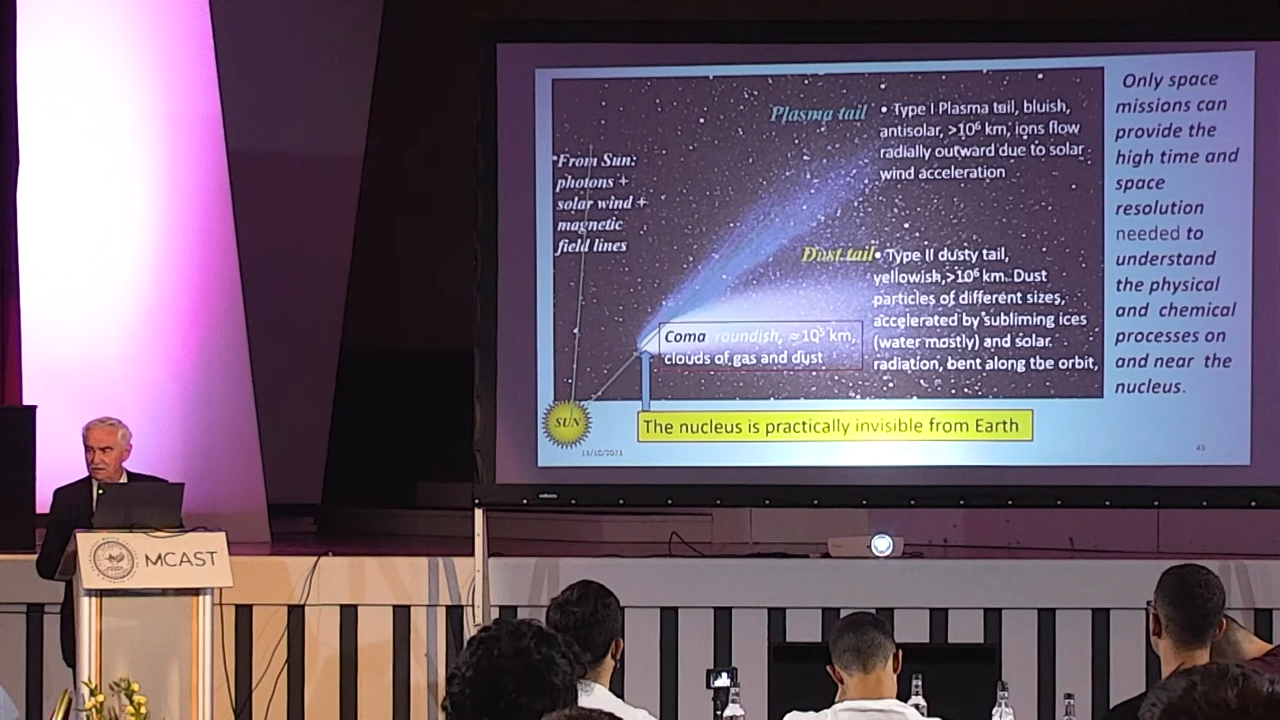 Plasma tail
• Type I Plasma tail, bluish,
antisolar, >10⁶ km, ions flow
radially outward due to solar
wind acceleration
From Sun:
photons +
solar wind +
magnetic
field lines
Dust tail
• Type II dusty tail,
yellowish,>10⁶ km. Dust
particles of different sizes,
accelerated by subliming ices
(water mostly) and solar
radiation, bent along the orbit,
Coma roundish, ≈10⁵ km,
clouds of gas and dust
SUN
The nucleus is practically invisible from Earth
Only space
missions can
provide the
high time and
space
resolution
needed to
understand
the physical
and chemical
processes on
and near the
nucleus.
43
MCAST